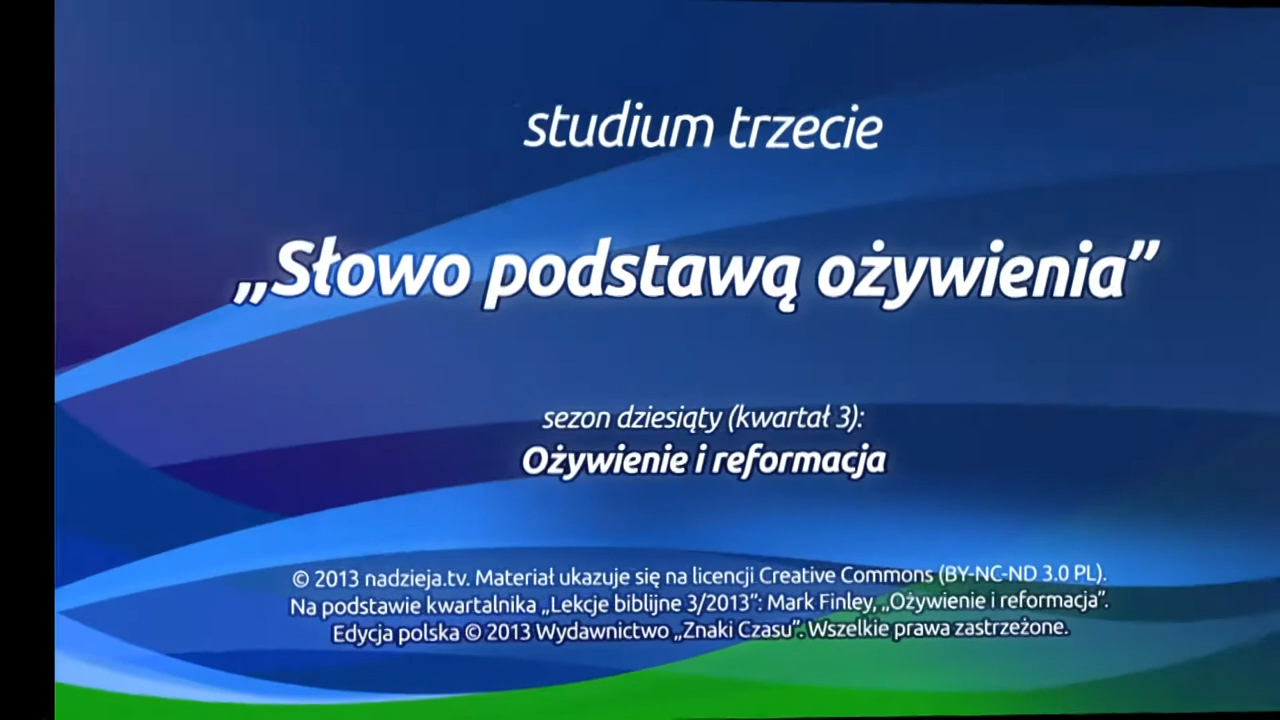 studium trzecie
„Słowo podstawą ożywienia”
sezon dziesiąty (kwartał 3):
Ożywienie i reformacja
© 2013 nadzieja.tv. Materiał ukazuje się na licencji Creative Commons (BY-NC-ND 3.0 PL).
Na podstawie kwartalnika „Lekcje biblijne 3/2013”: Mark Finley, „Ożywienie i reformacja”.
Edycja polska © 2013 Wydawnictwo „Znaki Czasu”. Wszelkie prawa zastrzeżone.